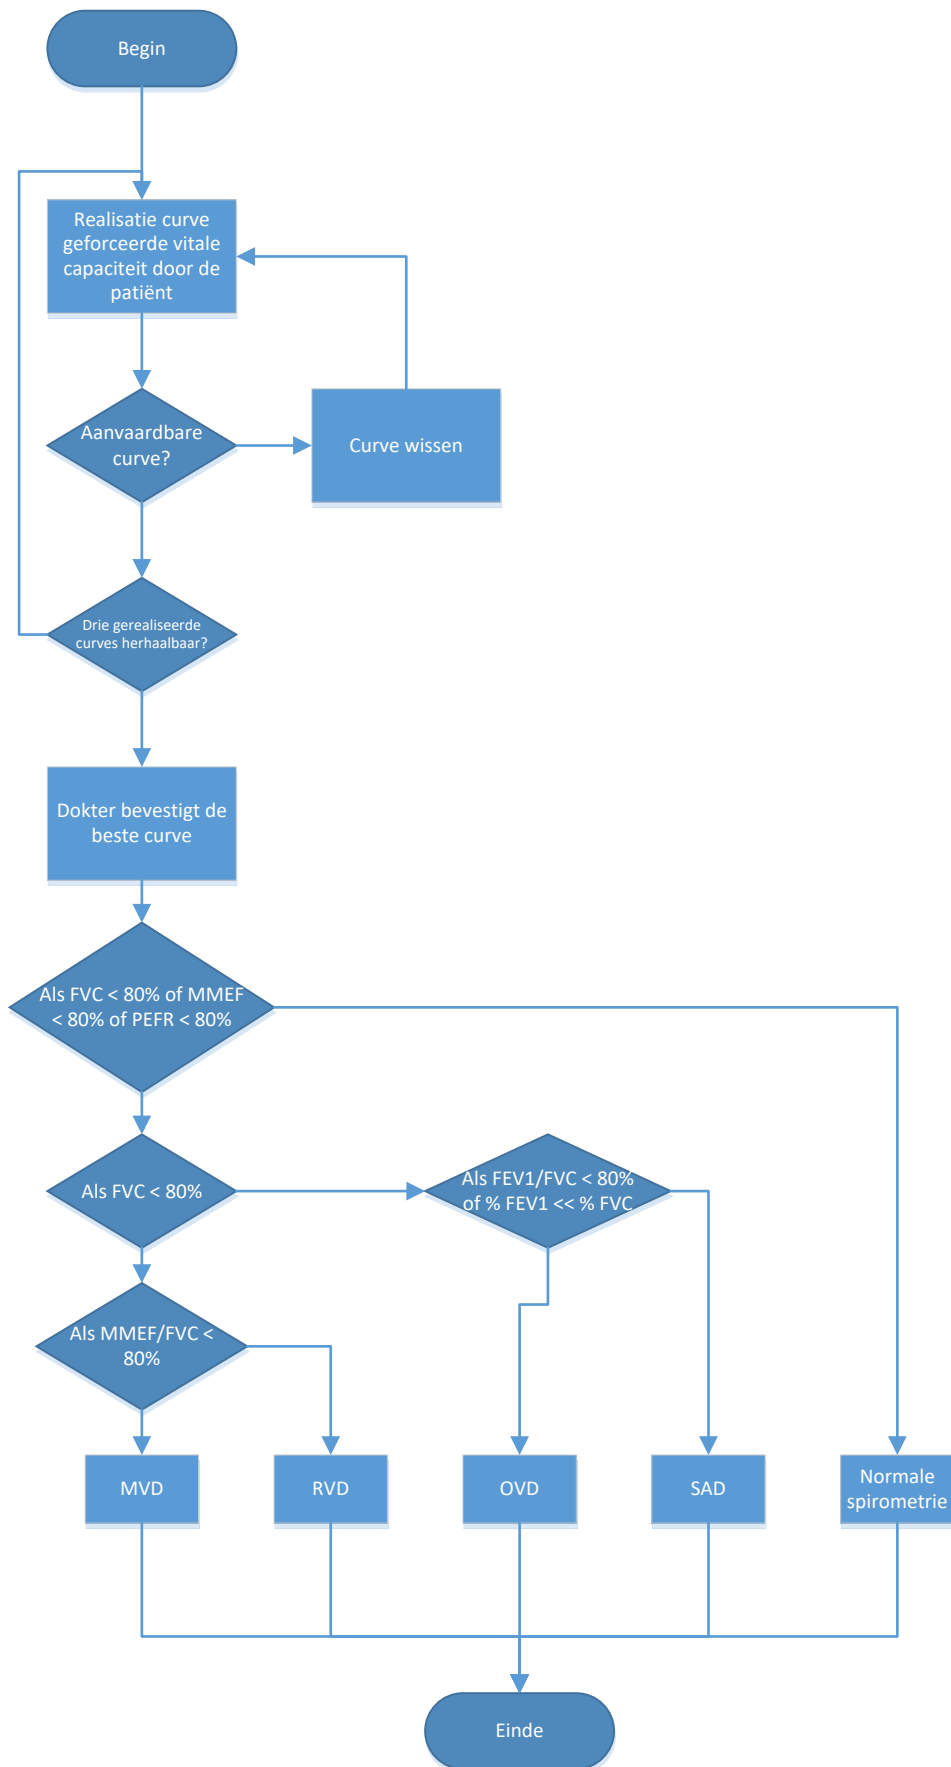 Begin
Realisatie curve
geforceerde vitale
capaciteit door de
patiënt
Aanvaardbare
curve?
Curve wissen
Drie gerealiseerde
curves herhaalbaar?
Dokter bevestigt de
beste curve
Als FVC < 80% of MMEF
< 80% of PEFR < 80%
Als FVC < 80%
Als FEV1/FVC < 80%
of % FEV1 << % FVC
Als MMEF/FVC <
80%
MVD
RVD
OVD
SAD
Normale
spirometrie
Einde